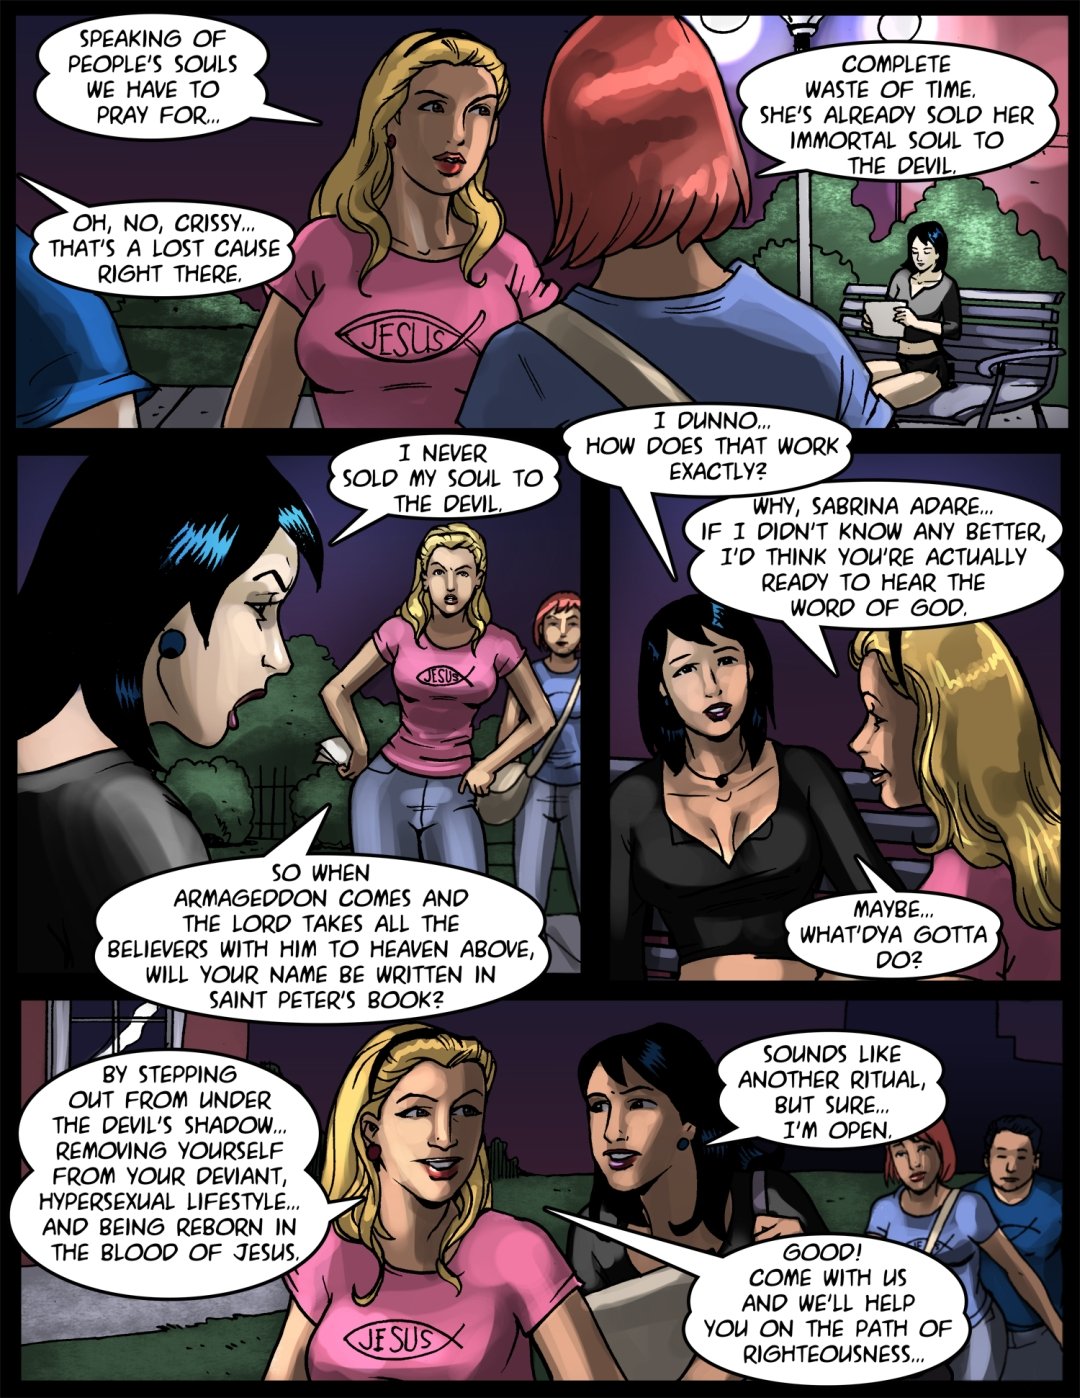 SPEAKING OF
PEOPLE'S SOULS
WE HAVE TO
PRAY FOR...
OH, NO, CRISSY...
THAT'S A LOST CAUSE
RIGHT THERE.
COMPLETE
WASTE OF TIME.
SHE'S ALREADY SOLD HER
IMMORTAL SOUL TO
THE DEVIL.
JESUS
I NEVER
SOLD MY SOUL TO
THE DEVIL.
JESUS
SO WHEN
ARMAGEDDON COMES AND
THE LORD TAKES ALL THE
BELIEVERS WITH HIM TO HEAVEN ABOVE,
WILL YOUR NAME BE WRITTEN IN
SAINT PETER'S BOOK?
I DUNNO...
HOW DOES THAT WORK
EXACTLY?
WHY, SABRINA ADARE...
IF I DIDN'T KNOW ANY BETTER,
I'D THINK YOU'RE ACTUALLY
READY TO HEAR THE
WORD OF GOD.
MAYBE...
WHAT'DYA GOTTA
DO?
BY STEPPING
OUT FROM UNDER
THE DEVIL'S SHADOW...
REMOVING YOURSELF
FROM YOUR DEVIANT,
HYPERSEXUAL LIFESTYLE...
AND BEING REBORN IN
THE BLOOD OF JESUS.
SOUNDS LIKE
ANOTHER RITUAL,
BUT SURE...
I'M OPEN.
GOOD!
COME WITH US
AND WE'LL HELP
YOU ON THE PATH OF
RIGHTEOUSNESS...
JESUS
JESUS